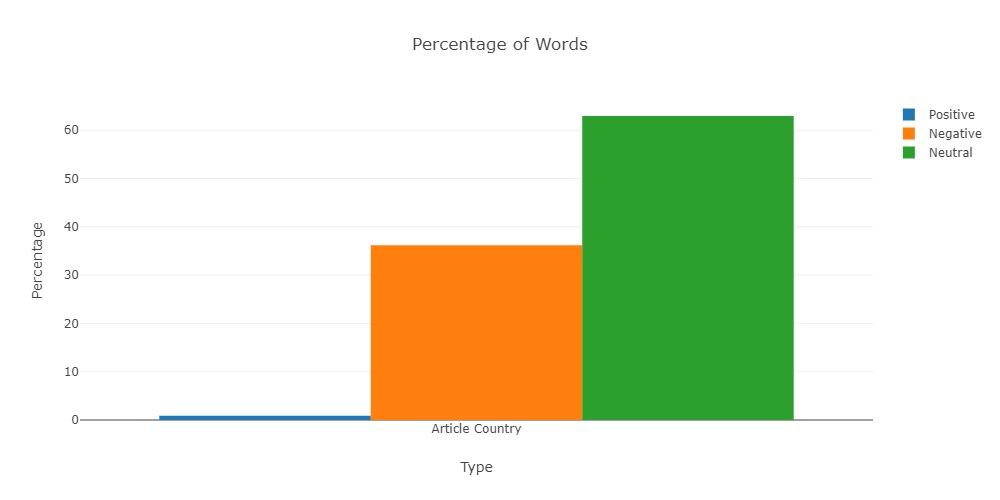 Percentage of Words
Positive
Negative
Neutral
Percentage
60
50
40
30
20
10
0
Article Country
Type